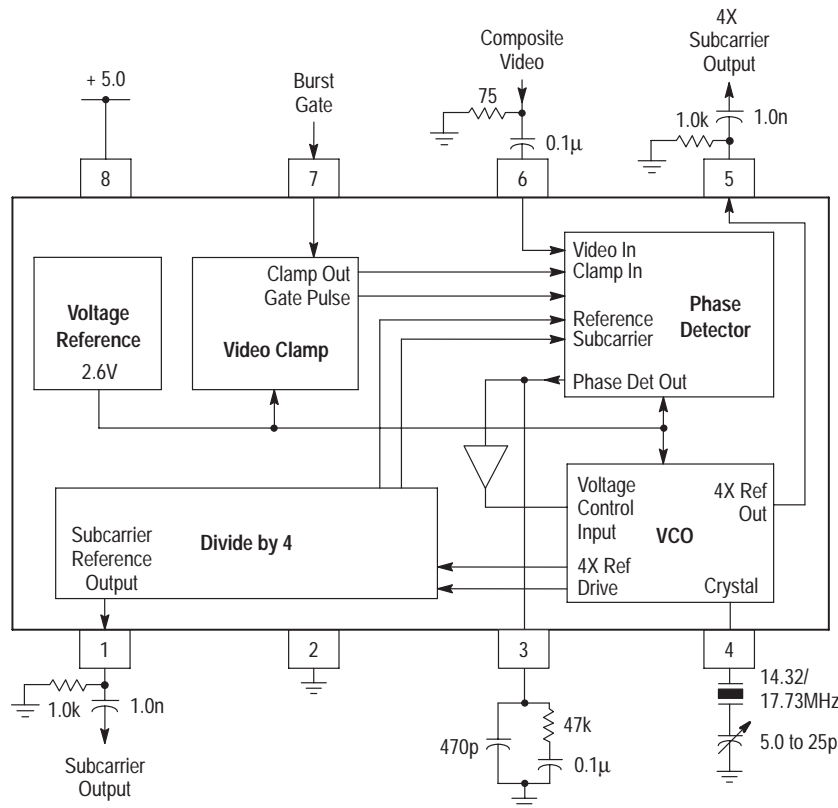 4X
Subcarrier
Output
Composite
Video
+ 5.0
Burst
Gate
75
1.0k
1.0n
0.1µ
8
7
6
5
Video In
Clamp In
Clamp Out
Gate Pulse
Voltage
Reference
2.6V
Video Clamp
Phase
Detector
Reference
Subcarrier
Phase Det Out
Voltage
Control
Input
4X Ref
Out
VCO
Subcarrier
Reference
Output
Divide by 4
4X Ref
Drive
Crystal
1
2
3
4
1.0k
1.0n
Subcarrier
Output
470p
47k
0.1µ
14.32/
17.73MHz
5.0 to 25p